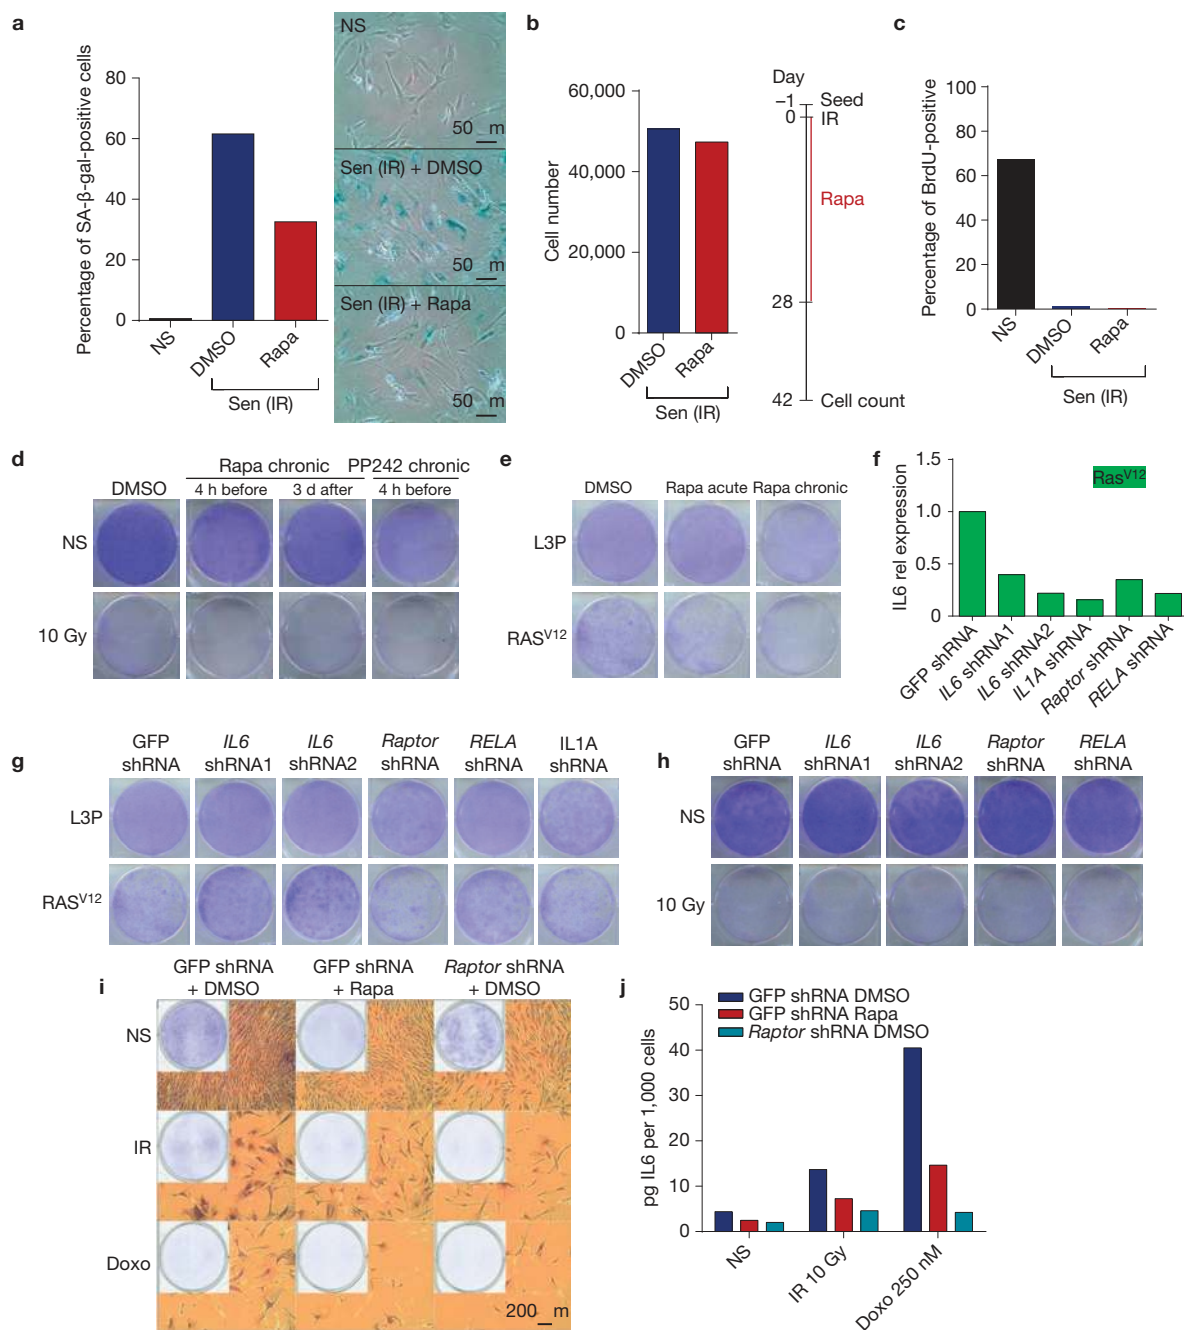 a
Percentage of SA-β-gal-positive cells
80
60
40
20
0
NS
DMSO
Rapa
Sen (IR)
NS
50 m
Sen (IR) + DMSO
50 m
Sen (IR) + Rapa
50 m
b
Cell number
60,000
40,000
20,000
0
DMSO
Rapa
Sen (IR)
Day
–1 Seed
0 IR
Rapa
28
42 Cell count
c
Percentage of BrdU-positive
100
80
60
40
20
0
NS
DMSO
Rapa
Sen (IR)
d
Rapa chronic PP242 chronic
DMSO 4 h before 3 d after 4 h before
NS
10 Gy
e
DMSO Rapa acute Rapa chronic
L3P
RASV12
f
IL6 rel expression
1.5
1.0
0.5
0
RasV12
GFP shRNA
IL6 shRNA1
IL6 shRNA2
IL1A shRNA
Raptor shRNA
RELA shRNA
g
GFP IL6 IL6 Raptor RELA IL1A
shRNA shRNA1 shRNA2 shRNA shRNA shRNA
L3P
RASV12
h
GFP IL6 IL6 Raptor RELA
shRNA shRNA1 shRNA2 shRNA shRNA
NS
10 Gy
i
GFP shRNA GFP shRNA Raptor shRNA
+ DMSO + Rapa + DMSO
NS
IR
Doxo
200 m
j
GFP shRNA DMSO
GFP shRNA Rapa
Raptor shRNA DMSO
pg IL6 per 1,000 cells
50
40
30
20
10
0
NS
IR 10 Gy
Doxo 250 nM